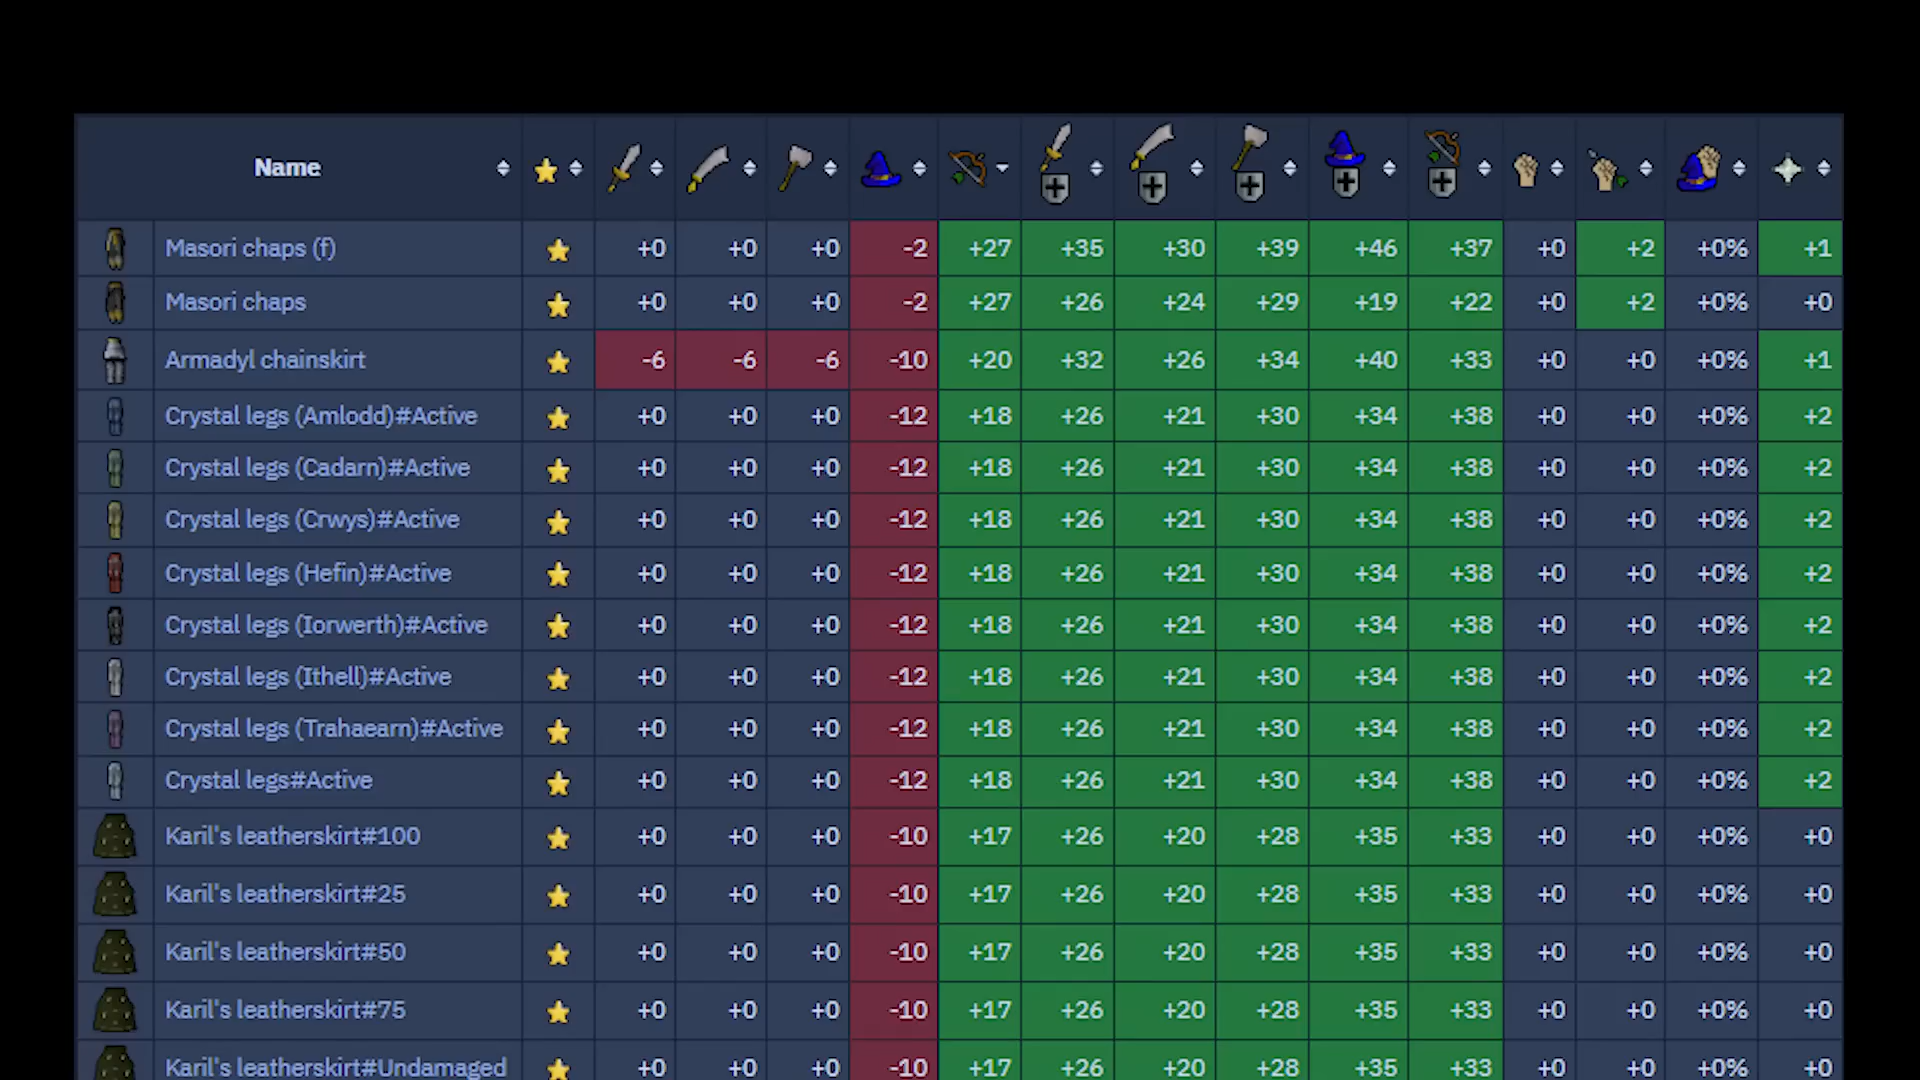 Name
Masori chaps (f) +0 +0 +0 -2 +27 +35 +30 +39 +46 +37 +0 +2 +0% +1
Masori chaps +0 +0 +0 -2 +27 +26 +24 +29 +19 +22 +0 +2 +0% +0
Armadyl chainskirt -6 -6 -6 -10 +20 +32 +26 +34 +40 +33 +0 +0 +0% +1
Crystal legs (Amlodd)#Active +0 +0 +0 -12 +18 +26 +21 +30 +34 +38 +0 +0 +0% +2
Crystal legs (Cadarn)#Active +0 +0 +0 -12 +18 +26 +21 +30 +34 +38 +0 +0 +0% +2
Crystal legs (Crwys)#Active +0 +0 +0 -12 +18 +26 +21 +30 +34 +38 +0 +0 +0% +2
Crystal legs (Hefin)#Active +0 +0 +0 -12 +18 +26 +21 +30 +34 +38 +0 +0 +0% +2
Crystal legs (Iorwerth)#Active +0 +0 +0 -12 +18 +26 +21 +30 +34 +38 +0 +0 +0% +2
Crystal legs (Ithell)#Active +0 +0 +0 -12 +18 +26 +21 +30 +34 +38 +0 +0 +0% +2
Crystal legs (Trahaearn)#Active +0 +0 +0 -12 +18 +26 +21 +30 +34 +38 +0 +0 +0% +2
Crystal legs#Active +0 +0 +0 -12 +18 +26 +21 +30 +34 +38 +0 +0 +0% +2
Karil's leatherskirt#100 +0 +0 +0 -10 +17 +26 +20 +28 +35 +33 +0 +0 +0% +0
Karil's leatherskirt#25 +0 +0 +0 -10 +17 +26 +20 +28 +35 +33 +0 +0 +0% +0
Karil's leatherskirt#50 +0 +0 +0 -10 +17 +26 +20 +28 +35 +33 +0 +0 +0% +0
Karil's leatherskirt#75 +0 +0 +0 -10 +17 +26 +20 +28 +35 +33 +0 +0 +0% +0
Karil's leatherskirt#Undamaged +0 +0 +0 -10 +17 +26 +20 +28 +35 +33 +0 +0 +0% +0